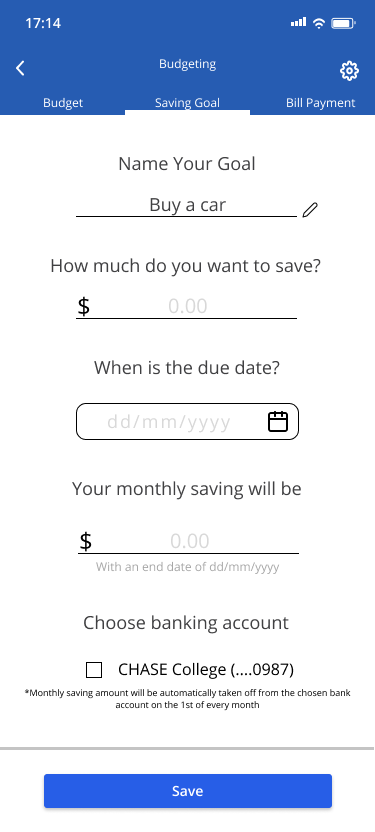 17:14
Budgeting
Budget
Saving Goal
Bill Payment
Name Your Goal
Buy a car
How much do you want to save?
$ 0.00
When is the due date?
dd/mm/yyyy
Your monthly saving will be
$ 0.00
With an end date of dd/mm/yyyy
Choose banking account
CHASE College (....0987)
*Monthly saving amount will be automatically taken off from the chosen bank
account on the 1st of every month
Save